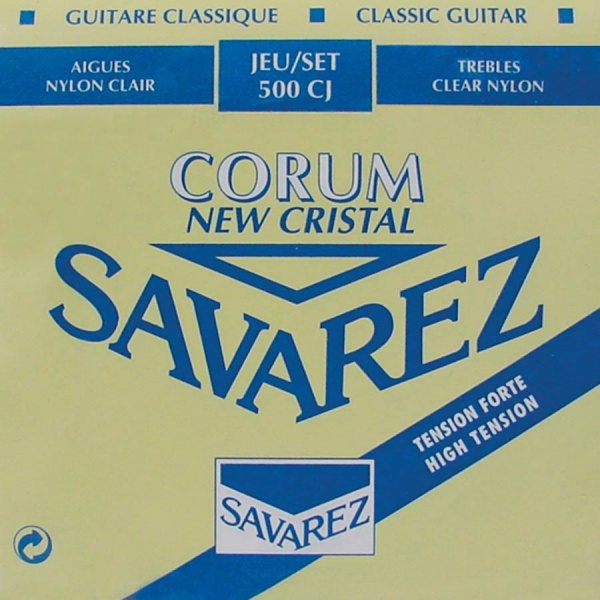 GUITARE CLASSIQUE ■ CLASSIC GUITAR
AIGUES
NYLON CLAIR
JEU/SET
500 CJ
TREBLES
CLEAR NYLON
CORUM
NEW CRISTAL
SAVAREZ
TENSION FORTE
HIGH TENSION
SAVAREZ